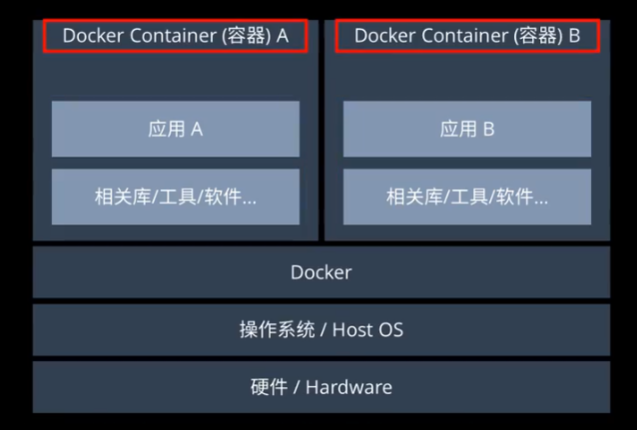 Docker Container (容器) A
Docker Container (容器) B
应用 A
应用 B
相关库/工具/软件...
相关库/工具/软件...
Docker
操作系统 / Host OS
硬件 / Hardware